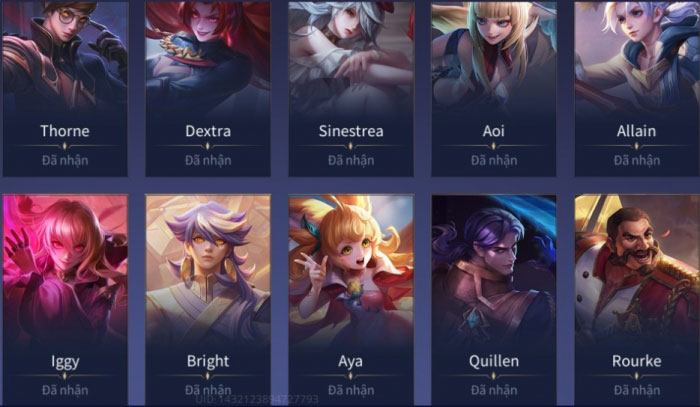 Thorne Dextra Sinestrea Aoi Allain
Đã nhận Đã nhận Đã nhận Đã nhận Đã nhận
Iggy Bright Aya Quillen Rourke
Đã nhận Đã nhận Đã nhận Đã nhận Đã nhận
UID: 1432123894727793